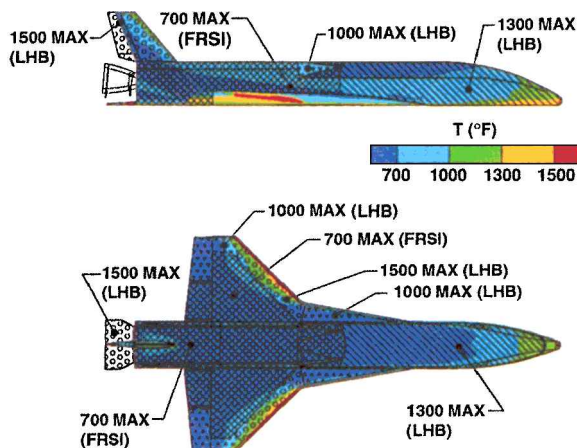 700 MAX
(FRSI)
1000 MAX (LHB)
1500 MAX
(LHB)
1300 MAX
(LHB)
T (°F)
700 1000 1300 1500
1000 MAX (LHB)
700 MAX (FRSI)
1500 MAX
(LHB)
1500 MAX
(LHB)
1000 MAX (LHB)
700 MAX
(FRSI)
1300 MAX
(LHB)